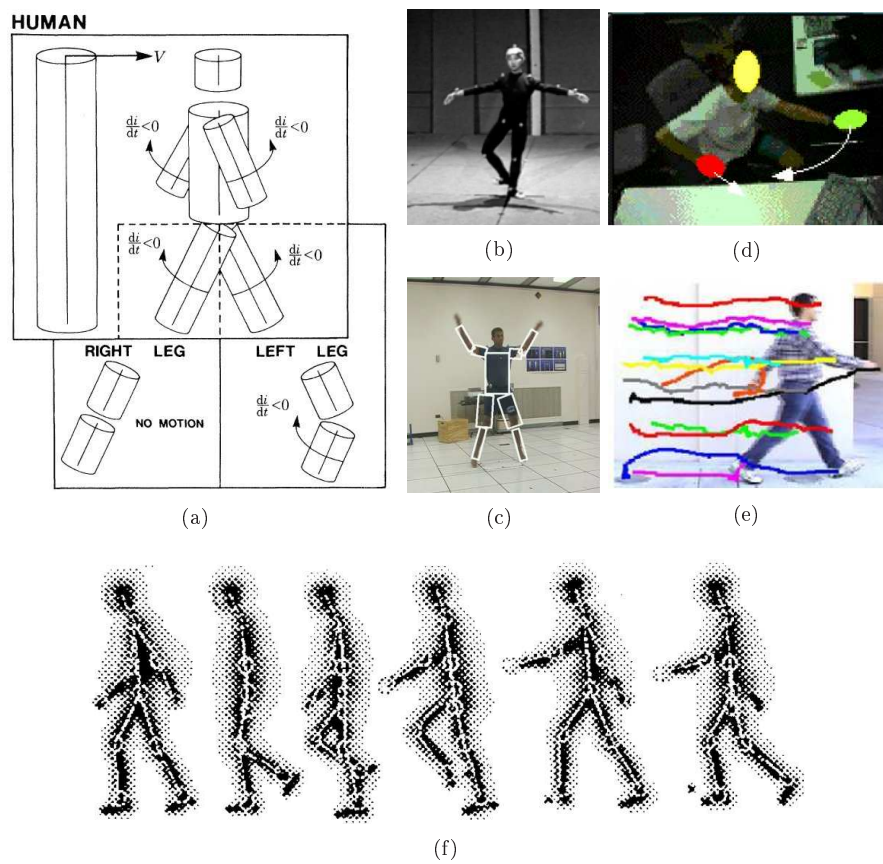 HUMAN
V
di/dt<0
di/dt<0
di/dt<0
di/dt<0
RIGHT LEG
LEFT LEG
di/dt<0
NO MOTION
(a)
(b)
(c)
(d)
(e)
(f)